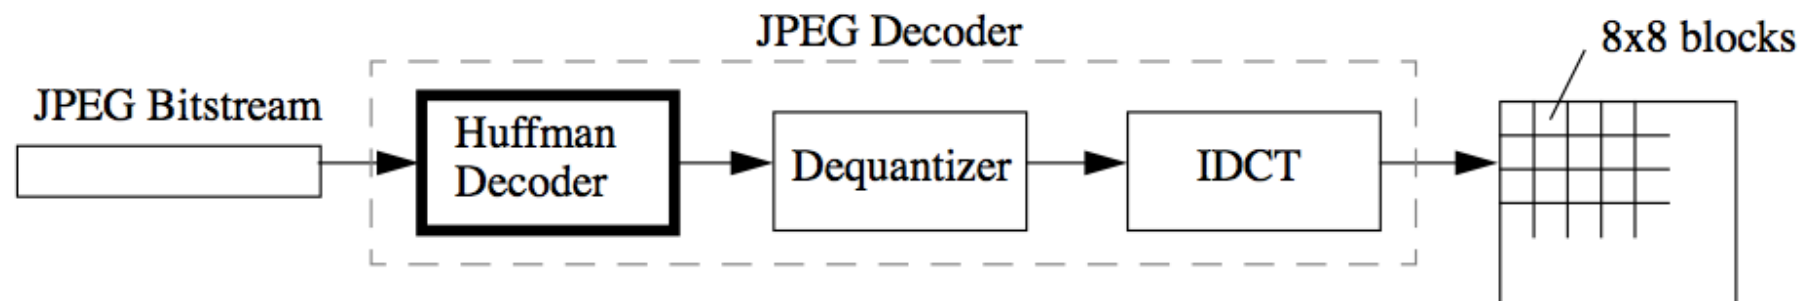 JPEG Decoder
8x8 blocks
JPEG Bitstream
Huffman
Decoder
Dequantizer
IDCT